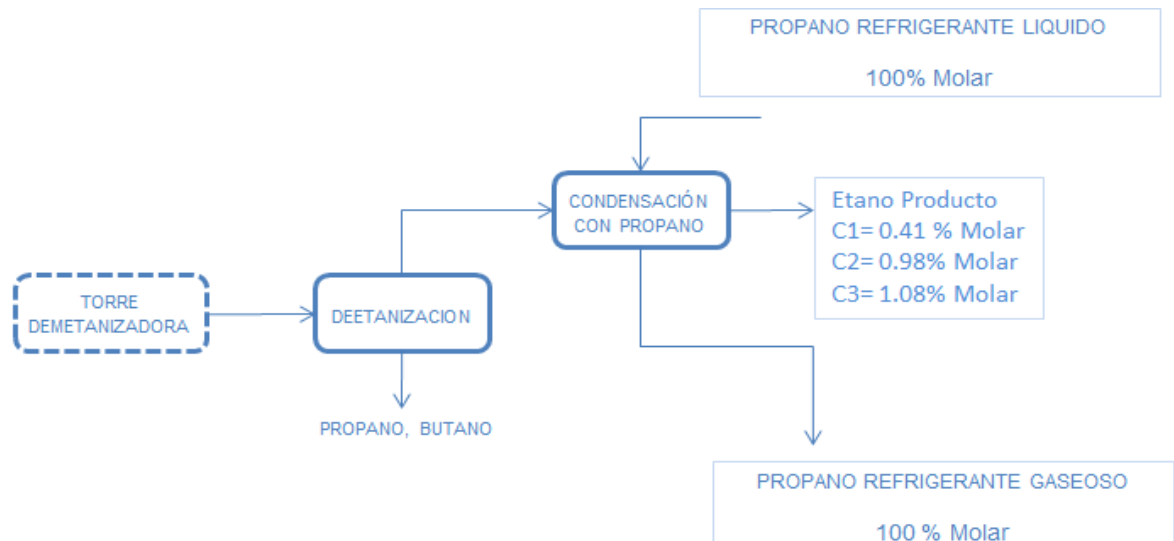 PROPANO REFRIGERANTE LIQUIDO
100% Molar
CONDENSACIÓN
CON PROPANO
Etano Producto
C1= 0.41 % Molar
C2= 0.98% Molar
C3= 1.08% Molar
TORRE
DEMETANIZADORA
DEETANIZACION
PROPANO, BUTANO
PROPANO REFRIGERANTE GASEOSO
100 % Molar